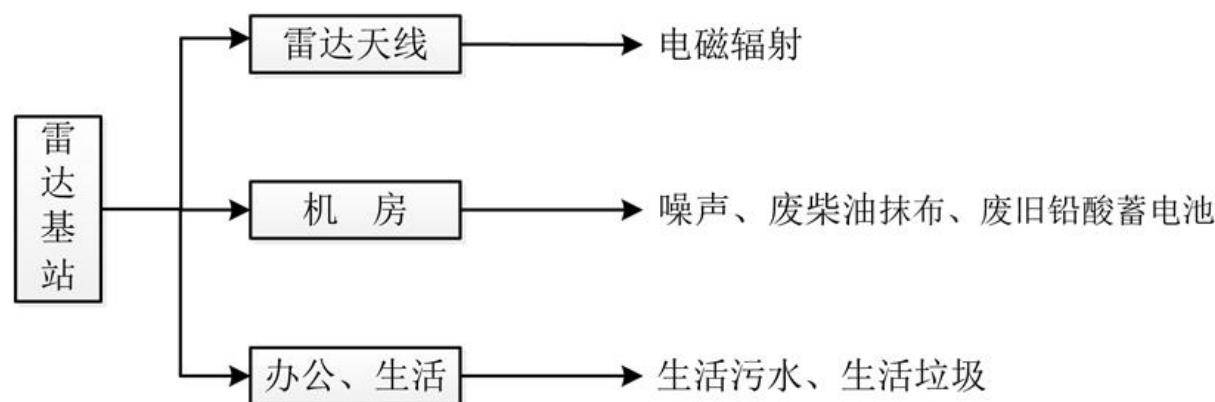 雷达天线
电磁辐射
雷达基站
机 房
噪声、废柴油抹布、废旧铅酸蓄电池
办公、生活
生活污水、生活垃圾